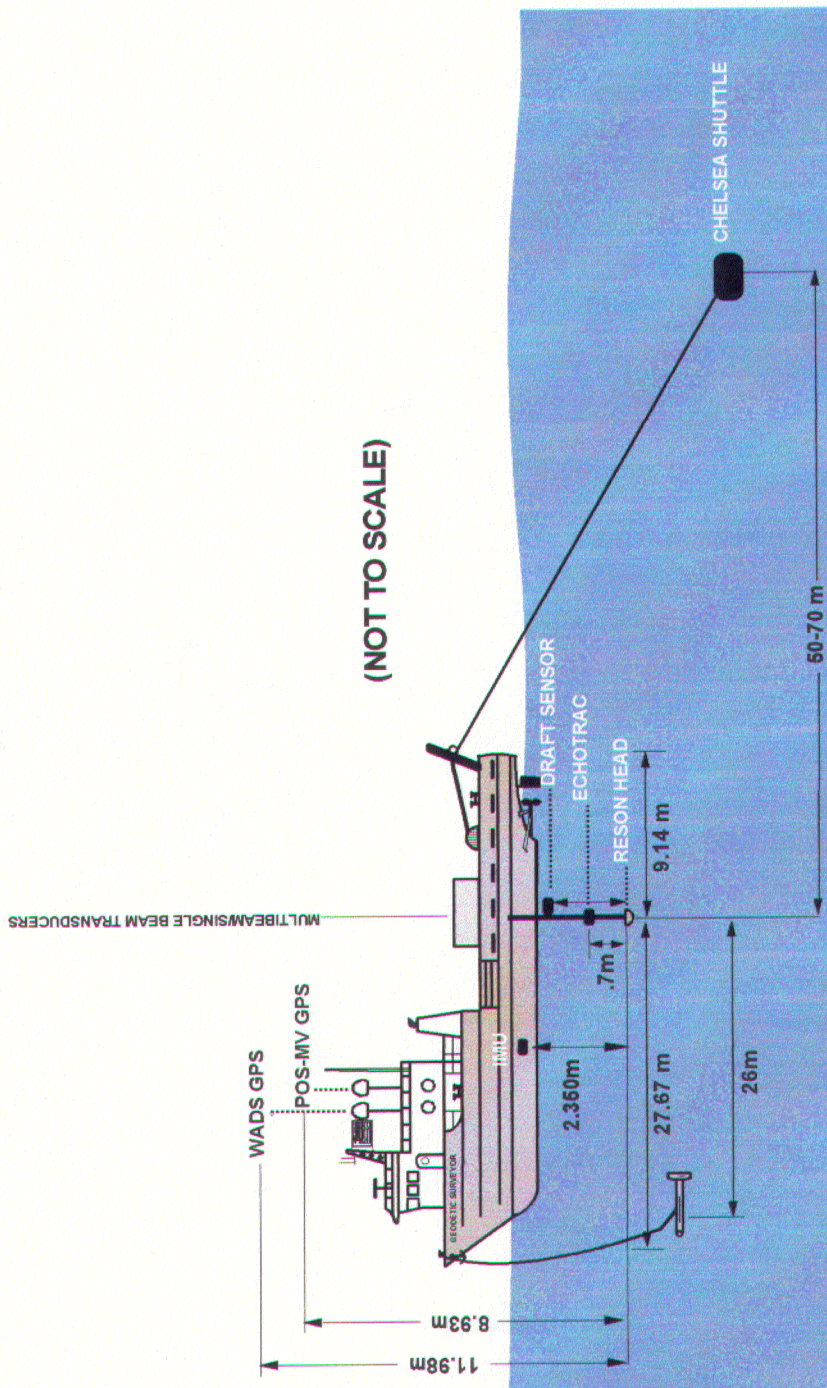 MULTIBEAM/SINGLE BEAM TRANSDUCERS
WADS GPS
POS-MV GPS
(NOT TO SCALE)
GEODETIC SURVEYOR
IMU
DRAFT SENSOR
ECHOTRAC
RESON HEAD
CHELSEA SHUTTLE
11.98m
8.93m
2.350m
.7m
9.14 m
27.67 m
26m
60-70 m